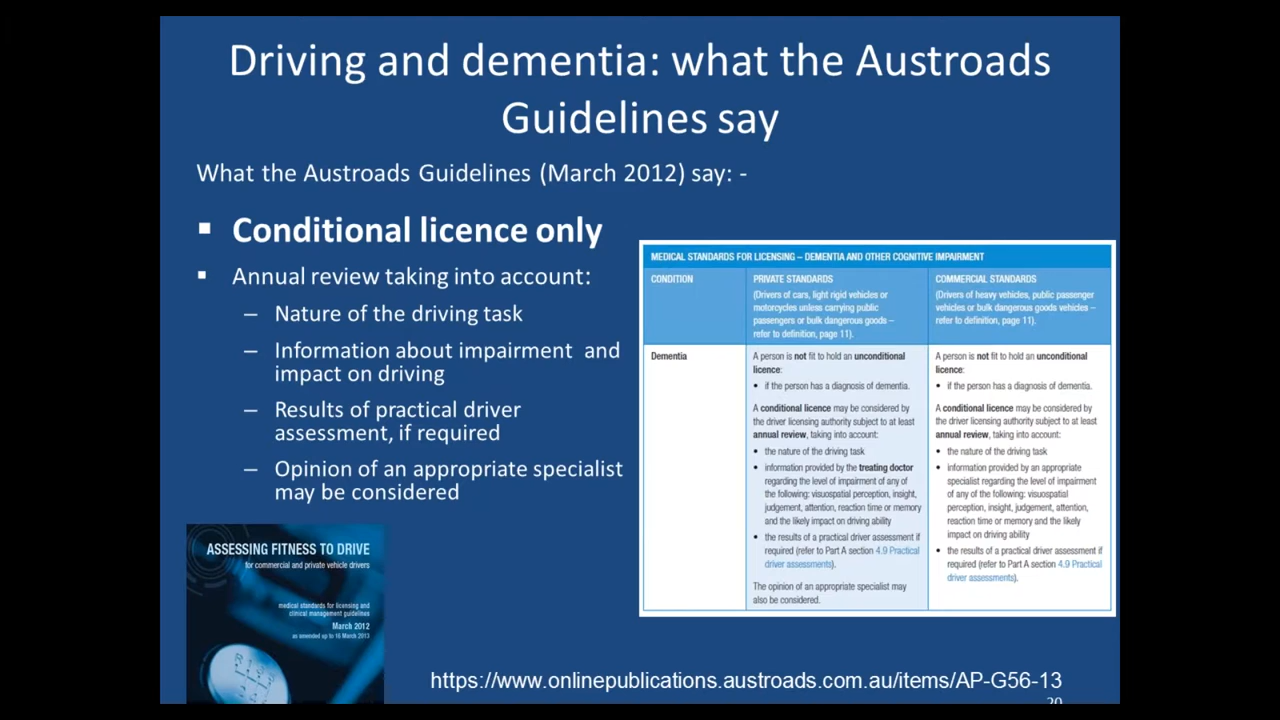 Driving and dementia: what the Austroads
Guidelines say
What the Austroads Guidelines (March 2012) say: -
▪ Conditional licence only
▪ Annual review taking into account:
– Nature of the driving task
– Information about impairment and
impact on driving
– Results of practical driver
assessment, if required
– Opinion of an appropriate specialist
may be considered
MEDICAL STANDARDS FOR LICENSING – DEMENTIA AND OTHER COGNITIVE IMPAIRMENT
CONDITION
PRIVATE STANDARDS
(Drivers of cars, light rigid vehicles or
motorcycles unless carrying public
passengers or bulk dangerous goods –
refer to definition, page 11).
COMMERCIAL STANDARDS
(Drivers of heavy vehicles, public passenger
vehicles or bulk dangerous goods vehicles –
refer to definition, page 11).
Dementia
A person is not fit to hold an unconditional
licence:
• if the person has a diagnosis of dementia.
A conditional licence may be considered by
the driver licensing authority subject to at least
annual review, taking into account:
• the nature of the driving task
• information provided by the treating doctor
regarding the level of impairment of any of
the following: visuospatial perception, insight,
judgement, attention, reaction time or memory
and the likely impact on driving ability
• the results of a practical driver assessment if
required (refer to Part A section 4.9 Practical
driver assessments).
The opinion of an appropriate specialist may
also be considered.
A person is not fit to hold an unconditional
licence:
• if the person has a diagnosis of dementia.
A conditional licence may be considered by
the driver licensing authority subject to at least
annual review, taking into account:
• the nature of the driving task
• information provided by an appropriate
specialist regarding the level of impairment
of any of the following: visuospatial
perception, insight, judgement, attention,
reaction time or memory and the likely
impact on driving ability
• the results of a practical driver assessment if
required (refer to Part A section 4.9 Practical
driver assessments).
ASSESSING FITNESS TO DRIVE
for commercial and private vehicle drivers
medical standards for licensing and
clinical management guidelines
March 2012
as amended up to 16 March 2013
https://www.onlinepublications.austroads.com.au/items/AP-G56-13
20